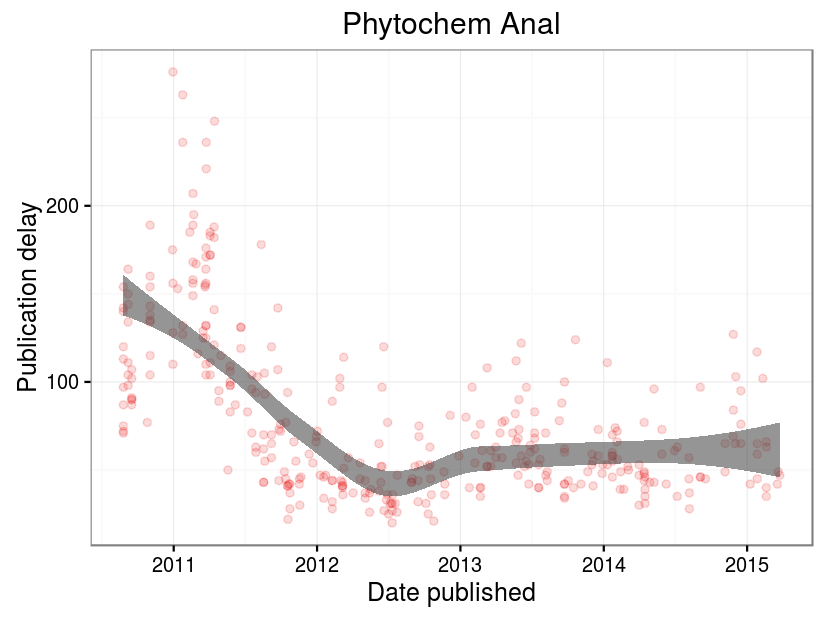 Phytochem Anal
Publication delay
200
100
2011 2012 2013 2014 2015
Date published